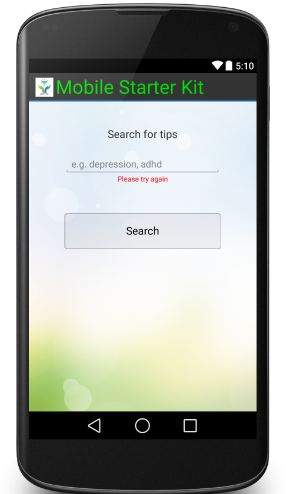 5:10
Mobile Starter Kit
Search for tips
e.g. depression, adhd
Please try again
Search